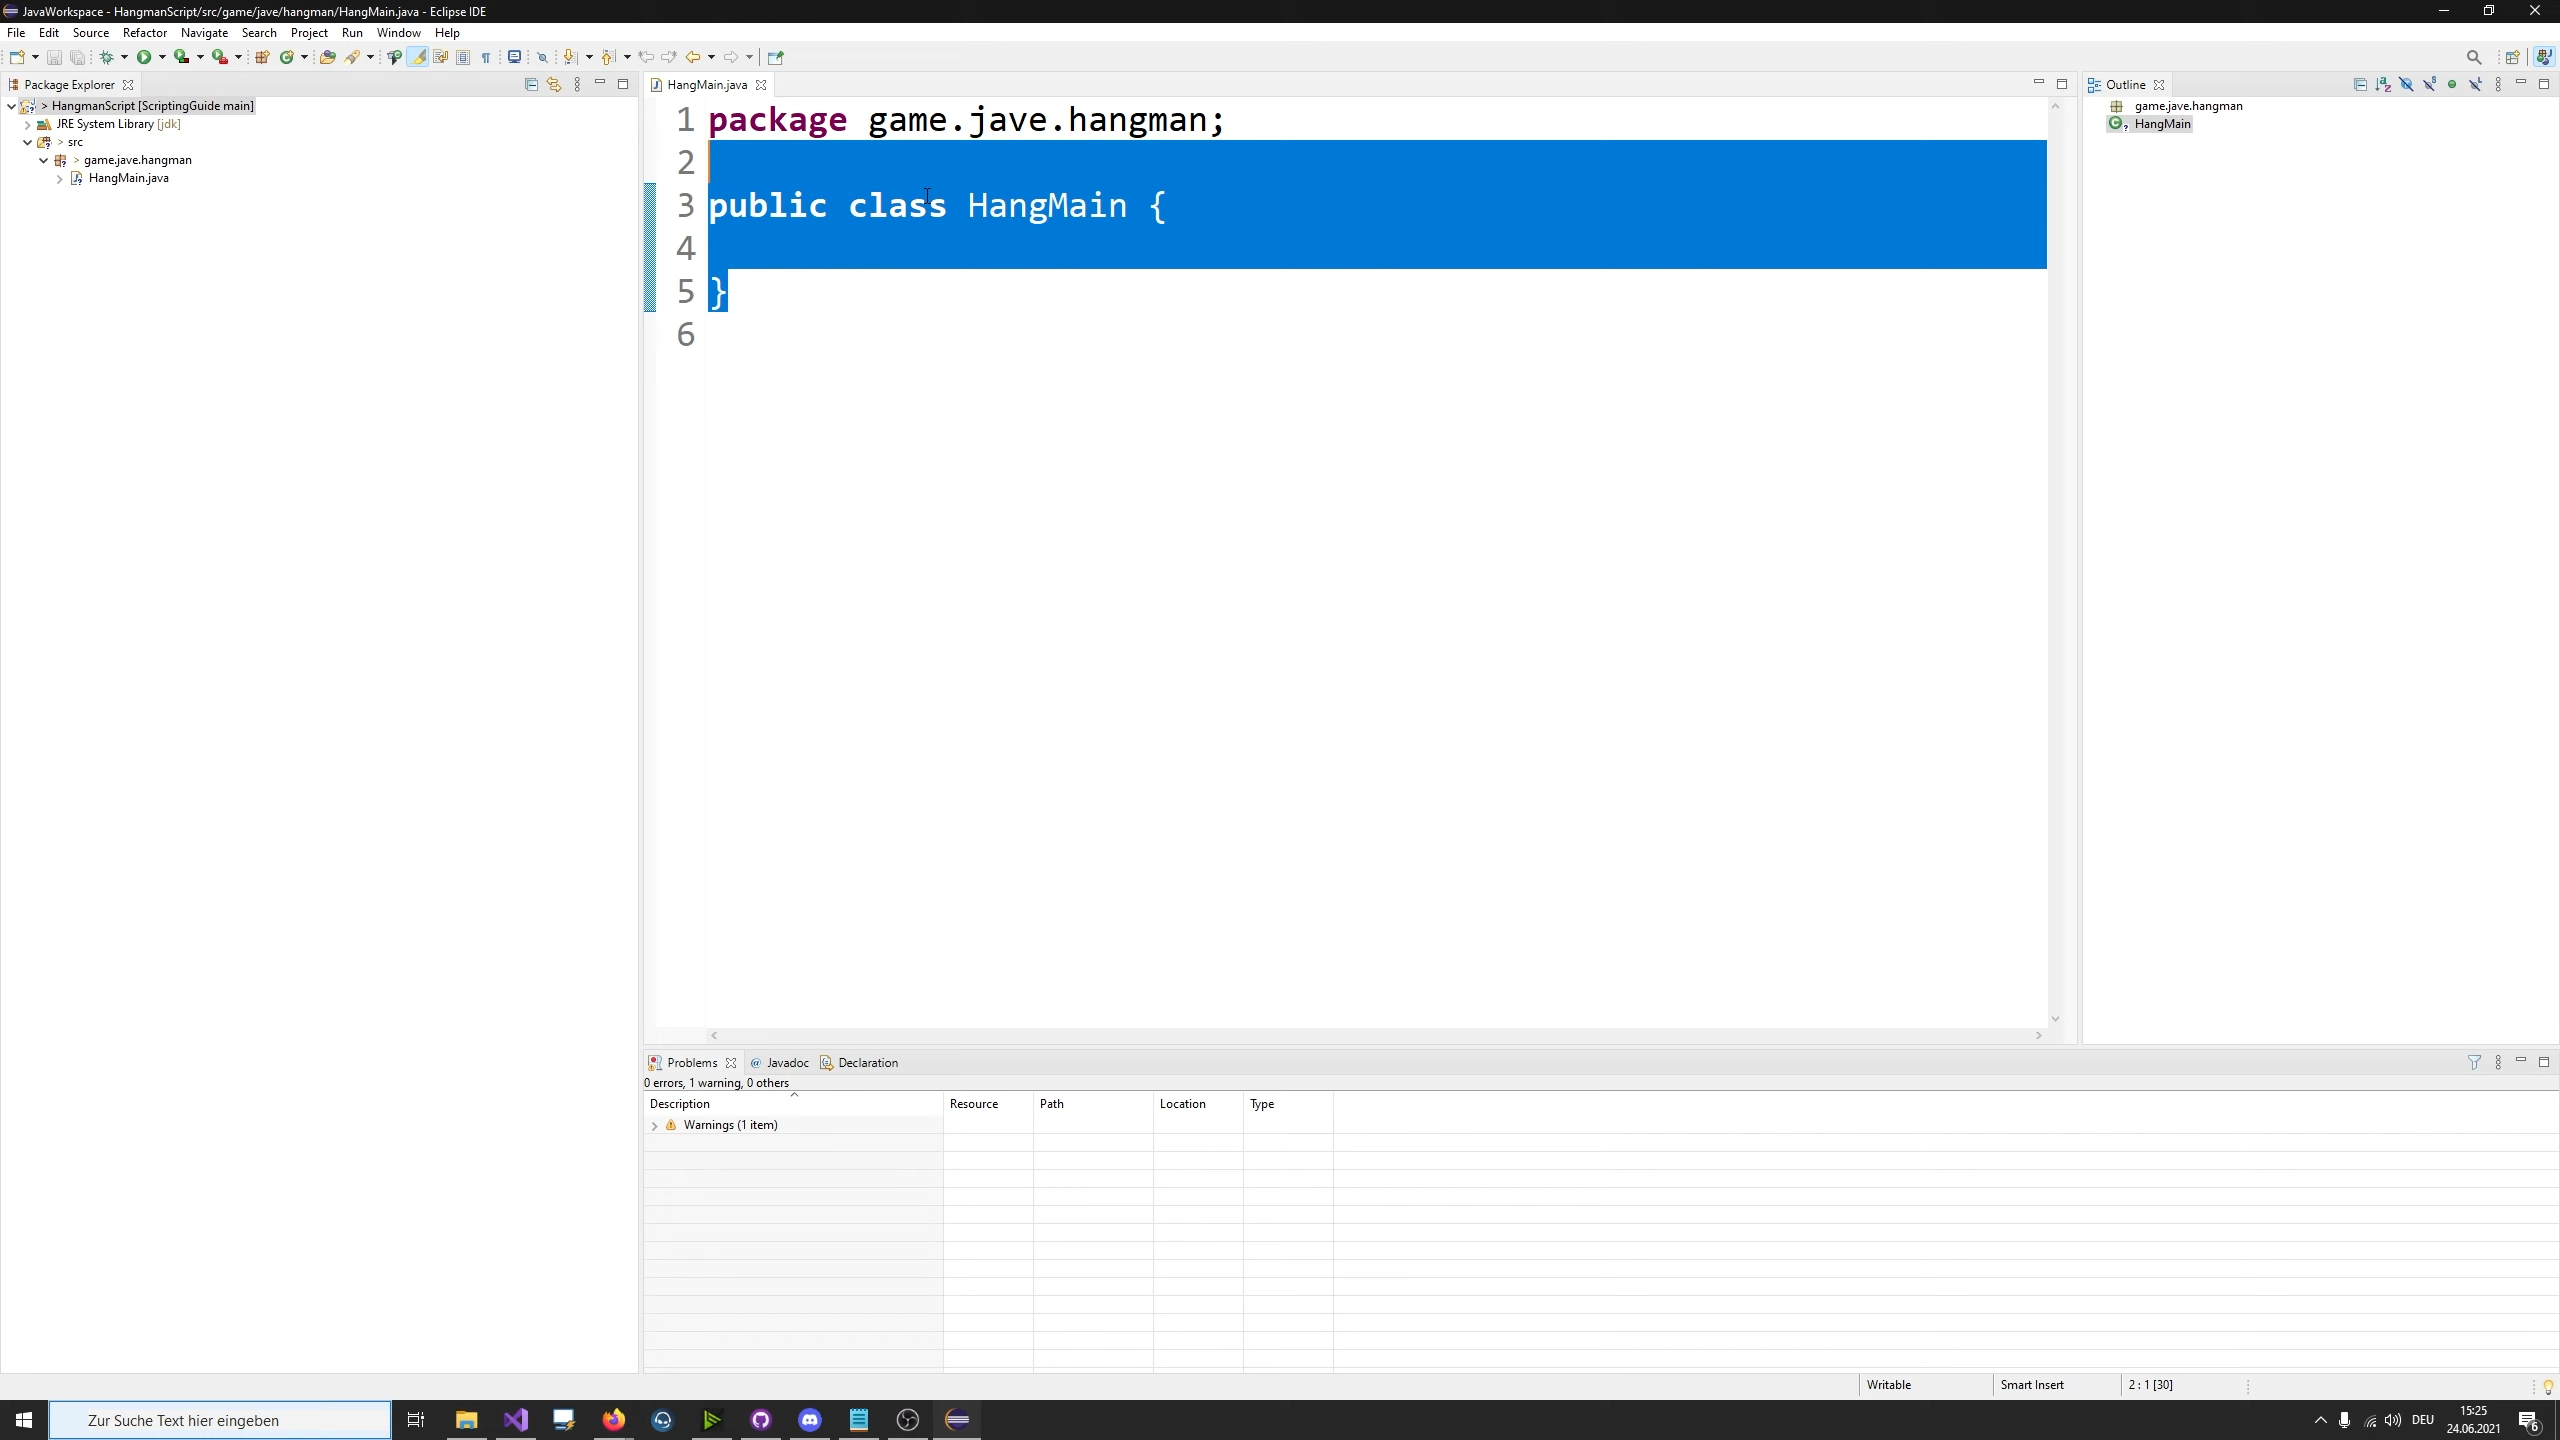 JavaWorkspace - HangmanScript/src/game/jave/hangman/HangMain.java - Eclipse IDE
File Edit Source Refactor Navigate Search Project Run Window Help
Package Explorer
> HangmanScript [ScriptingGuide main]
JRE System Library [jdk]
> src
> game.jave.hangman
HangMain.java
HangMain.java
1 package game.jave.hangman;
2
3 public class HangMain {
4
5 }
6
Outline
game.jave.hangman
HangMain
Problems Javadoc Declaration
0 errors, 1 warning, 0 others
Description Resource Path Location Type
Warnings (1 item)
Writable Smart Insert 2 : 1 [30]
Zur Suche Text hier eingeben
DEU
15:25
24.06.2021
6